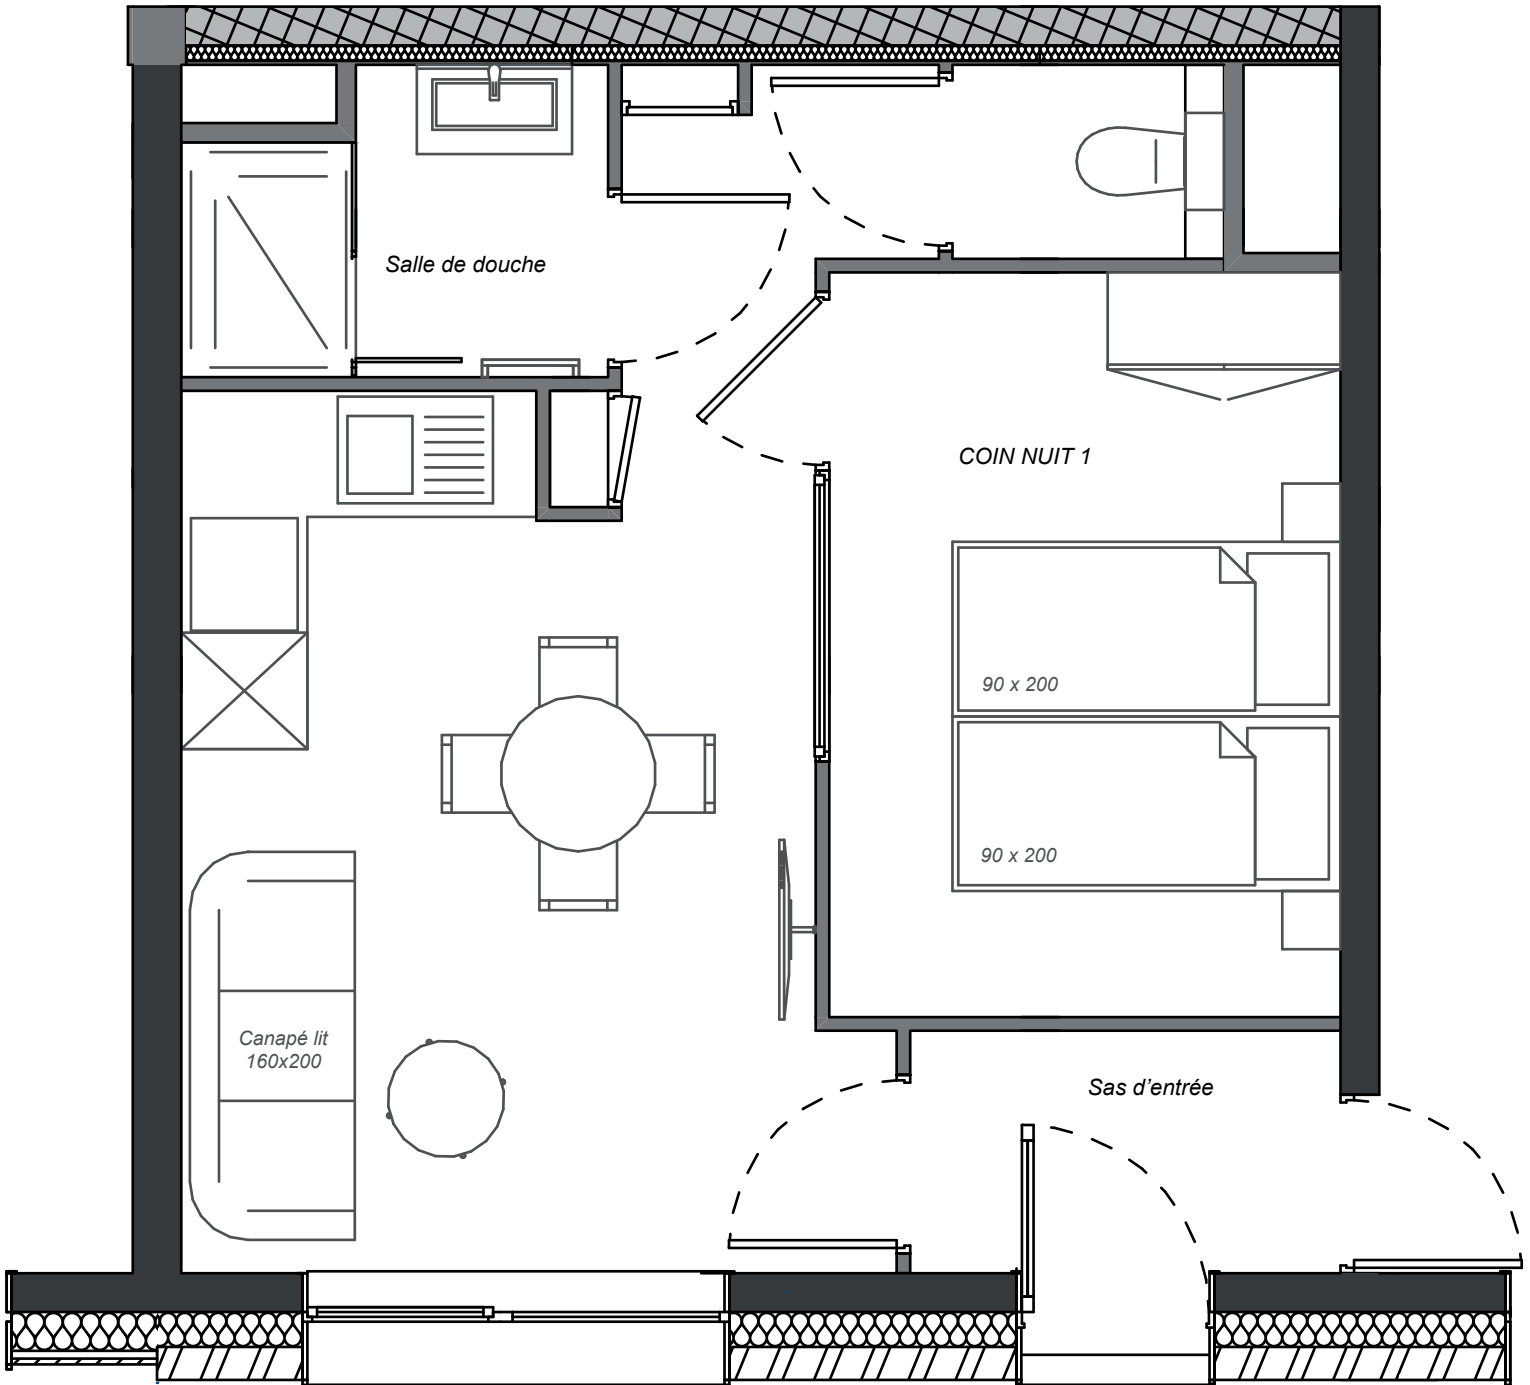 Salle de douche
COIN NUIT 1
90 x 200
90 x 200
Canapé lit
160x200
Sas d’entrée